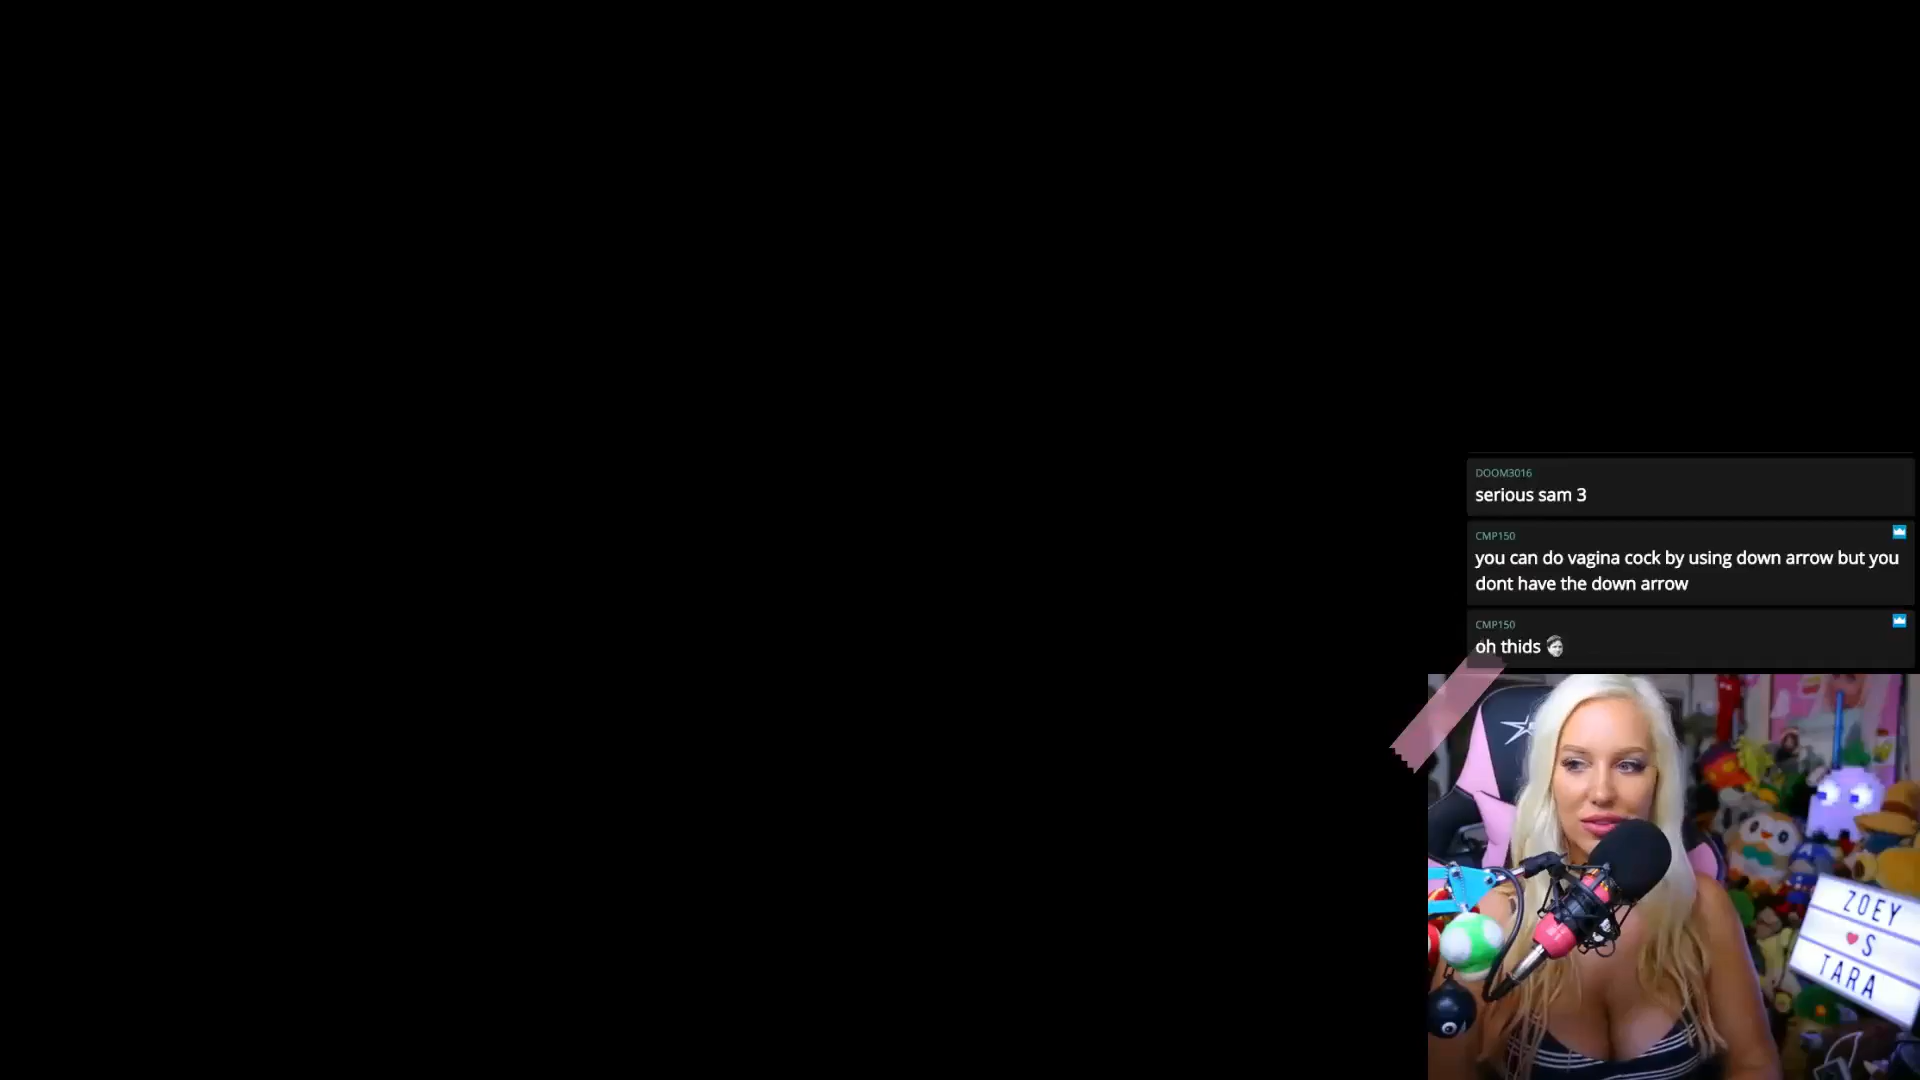 DOOM3016
serious sam 3
CMP150
you can do vagina cock by using down arrow but you
dont have the down arrow
CMP150
oh thids
ZOEY
♥S
TARA